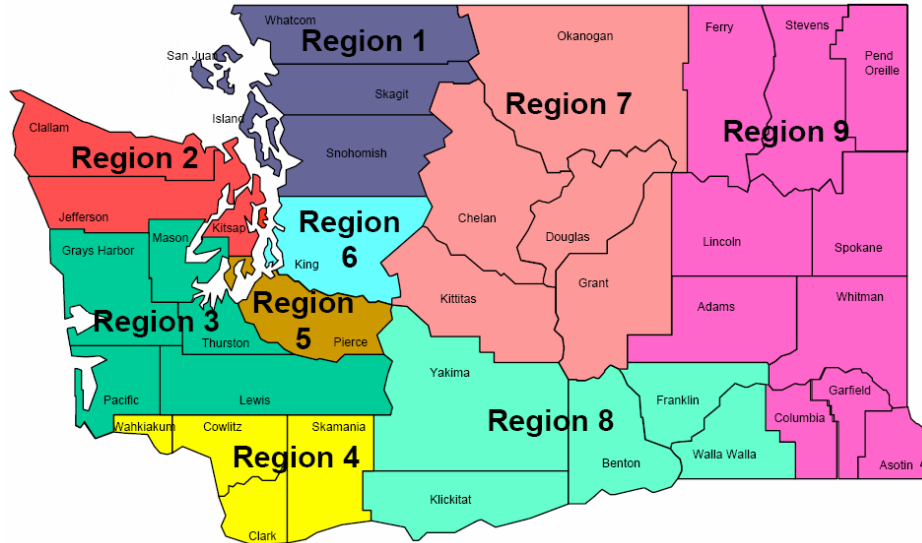 Whatcom
Region 1
San Juan
Skagit
Island
Snohomish
Okanogan
Ferry
Stevens
Pend
Oreille
Region 7
Region 9
Clallam
Region 2
Jefferson
Kitsap
Mason
Grays Harbor
Region
6
King
Chelan
Douglas
Lincoln
Spokane
Kittitas
Grant
Adams
Whitman
Region 3
Region
5
Thurston
Pierce
Yakima
Franklin
Garfield
Pacific
Lewis
Columbia
Wahkiakum
Cowlitz
Skamania
Region 8
Region 4
Benton
Walla Walla
Asotin
Klickitat
Clark